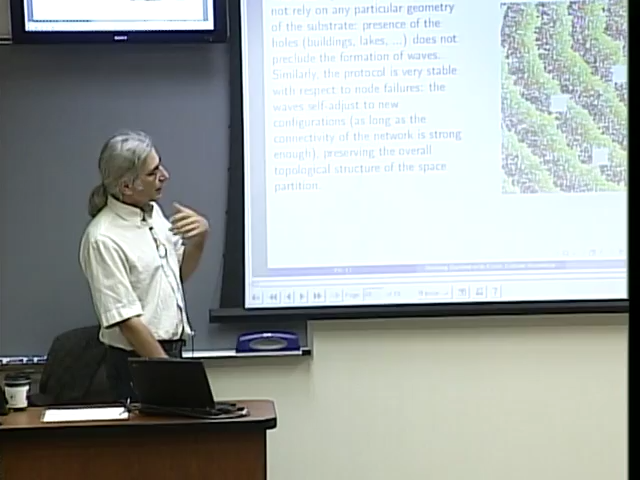 not rely on any particular geometry
of the substrate: presence of the
holes (buildings, lakes, ...) does not
preclude the formation of waves.
Similarly, the protocol is very stable
with respect to node failures: the
waves self-adjust to new
configurations (as long as the
connectivity of the network is strong
enough), preserving the overall
topological structure of the space
partition.
SONY
Page